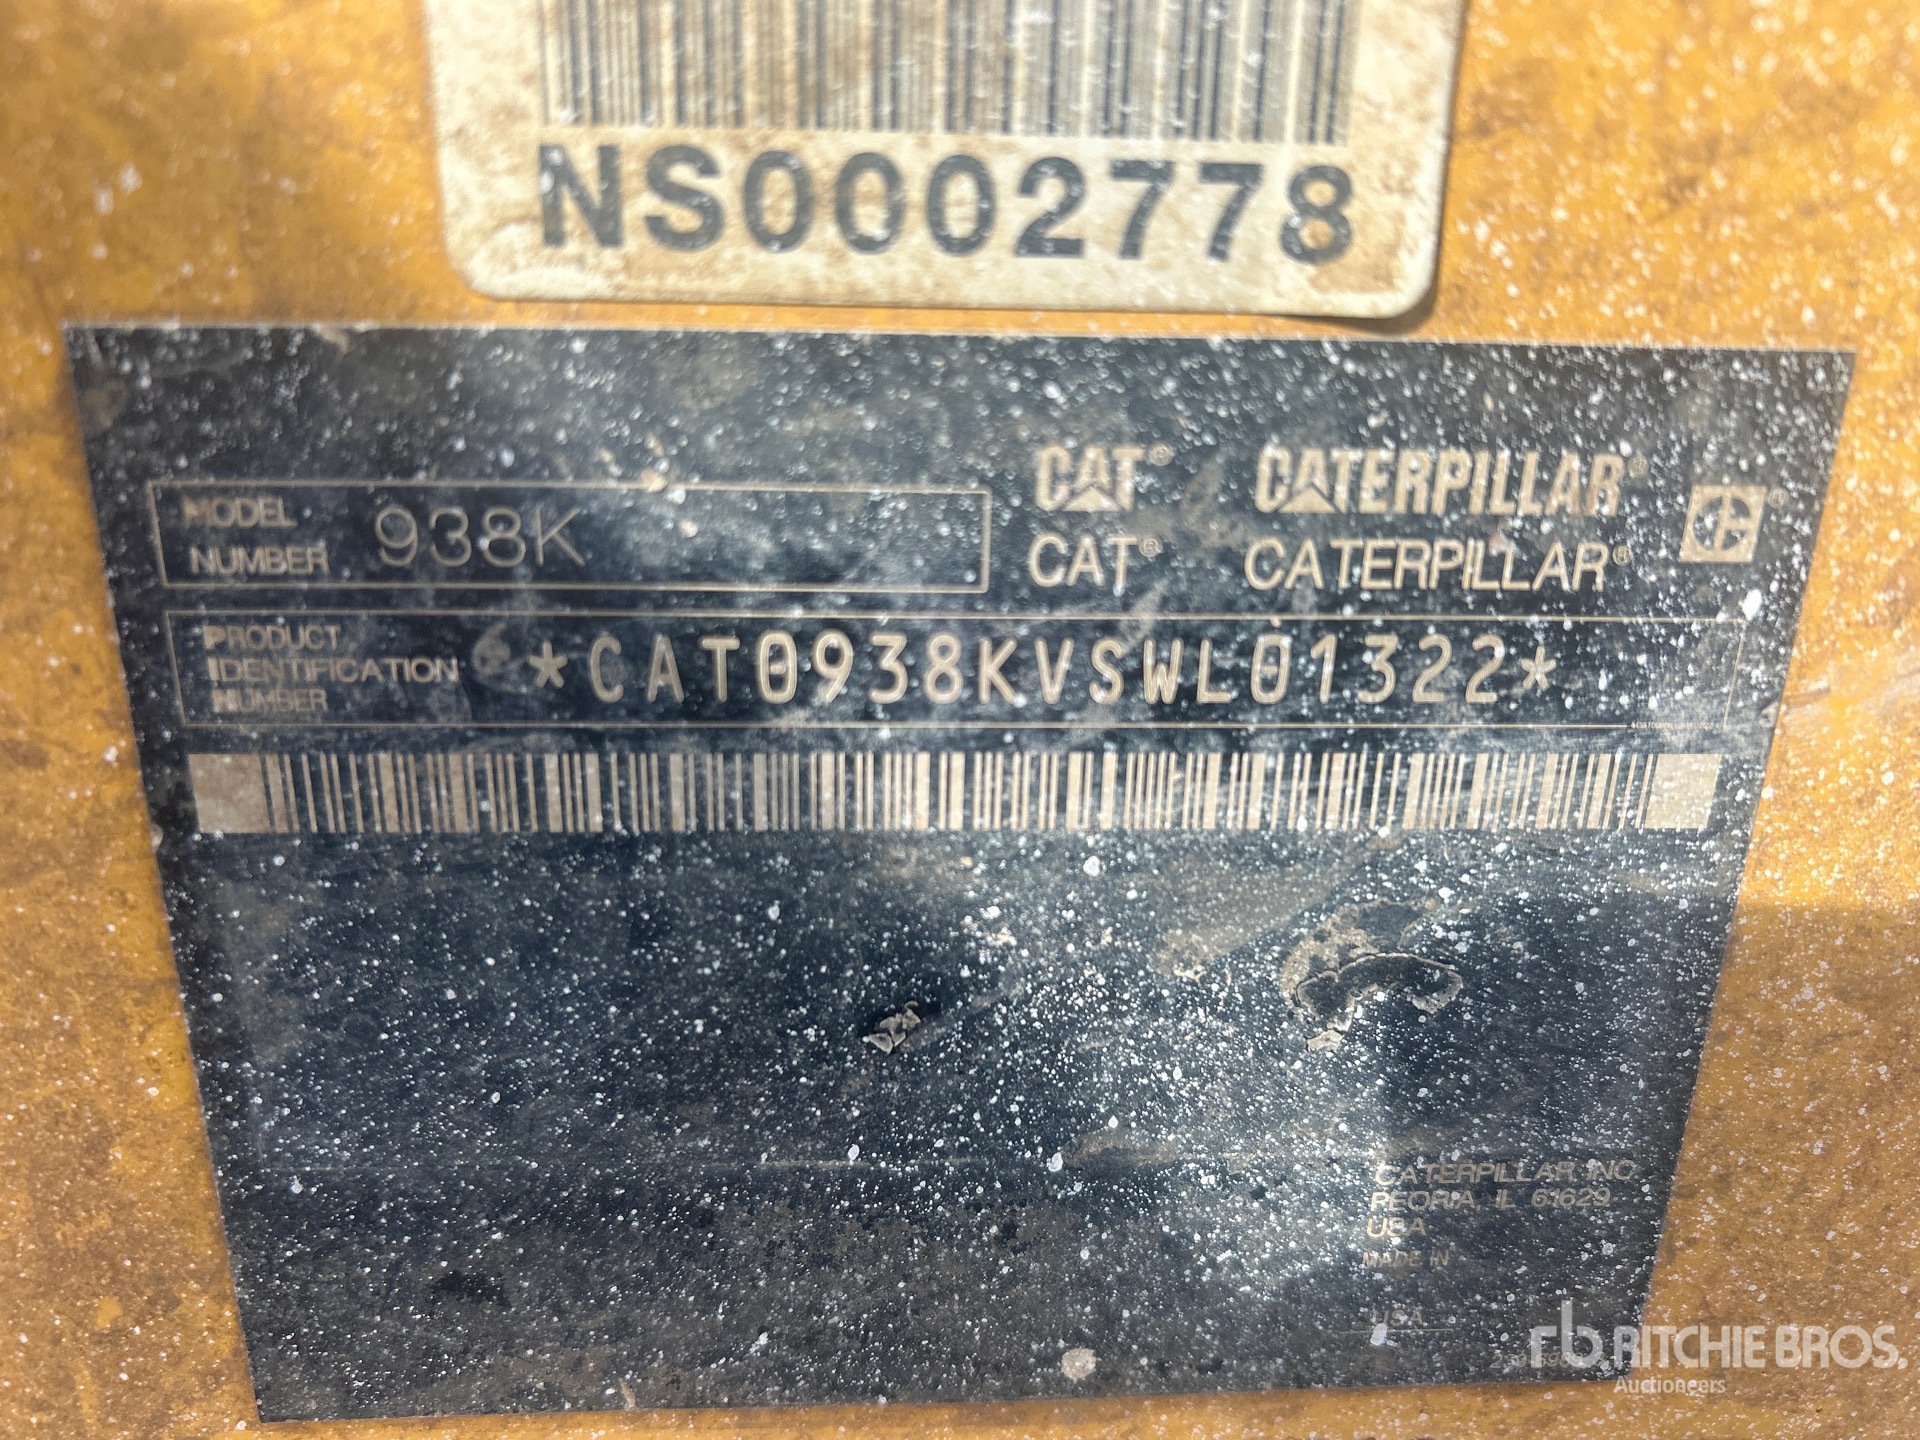 NS0002778
MODEL NUMBER 938K
CAT® CATERPILLAR®
CAT® CATERPILLAR®
PRODUCT
IDENTIFICATION
NUMBER
*CAT0938KVSWL01322*
CATERPILLAR INC
PEORIA, IL 61629
USA
MADE IN
USA
rb RITCHIE BROS.
Auctioneers